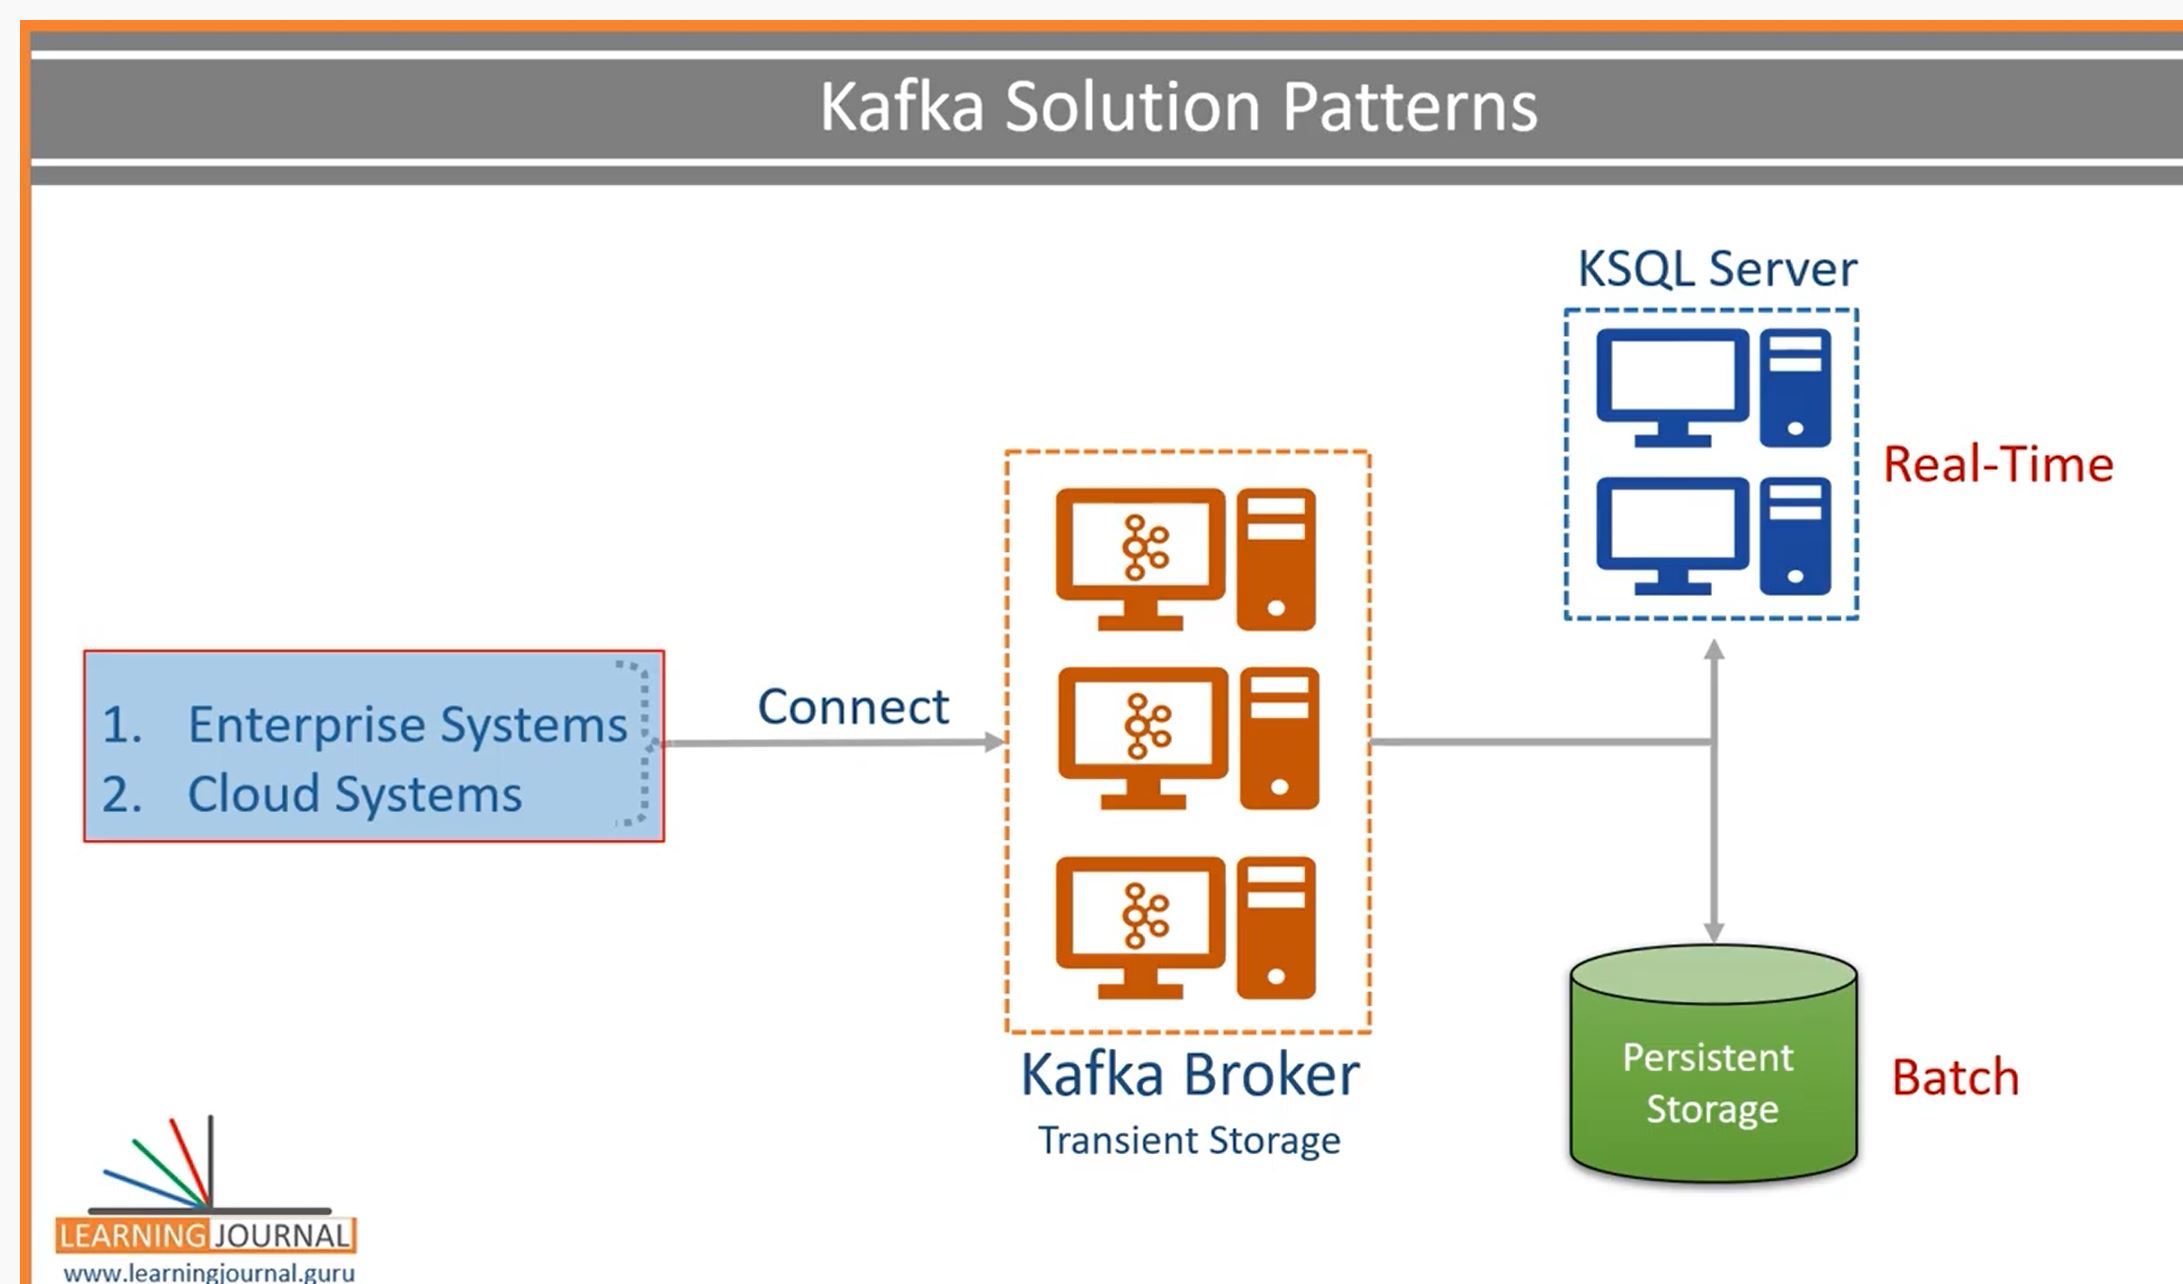 Kafka Solution Patterns
KSQL Server
Real-Time
1. Enterprise Systems
2. Cloud Systems
Connect
Kafka Broker
Transient Storage
Persistent
Storage
Batch
LEARNING JOURNAL
www.learningjournal.guru